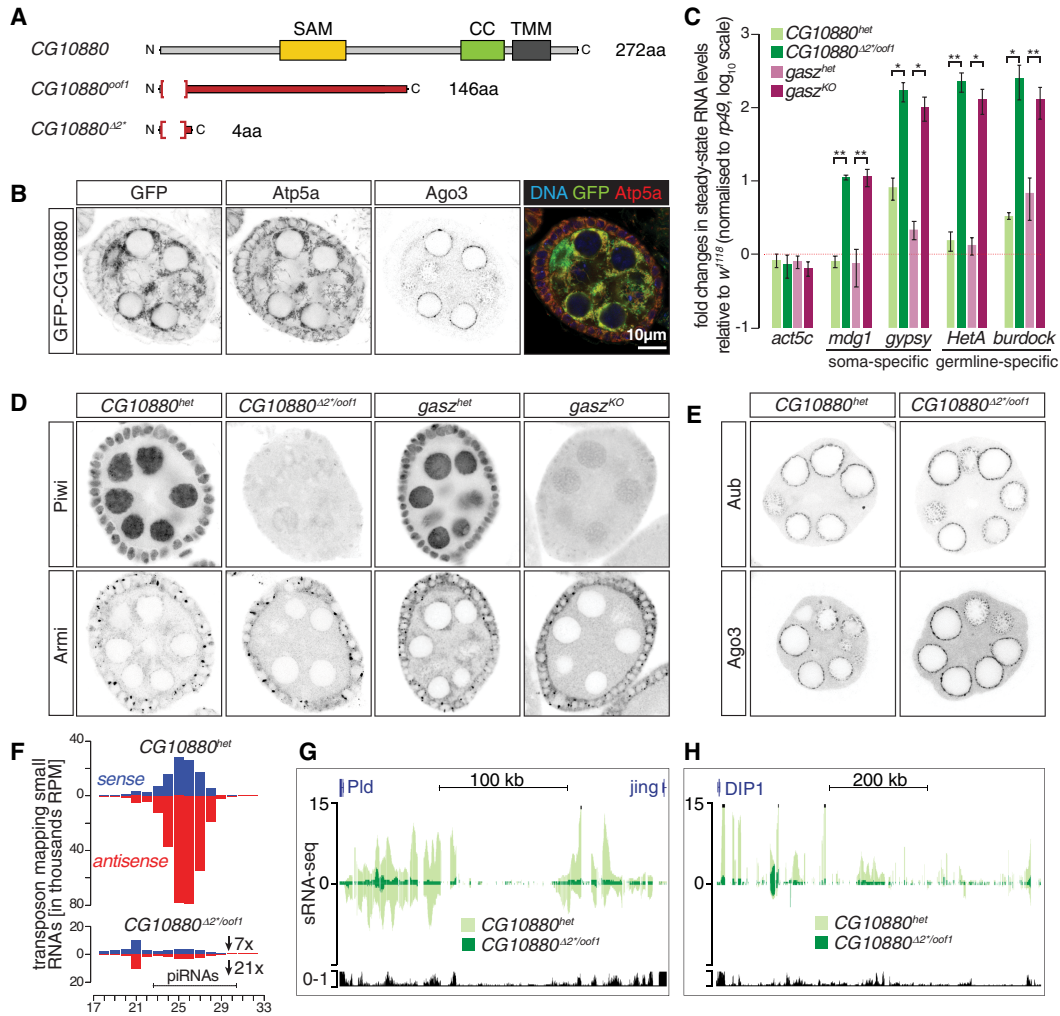 A
SAM
CC
TMM
CG10880
N
C
272aa
CG10880oof1
N
C
146aa
CG10880Δ2*
N
C
4aa
B
GFP
Atp5a
Ago3
DNA GFP Atp5a
GFP-CG10880
10μm
C
fold changes in steady-state RNA levels
relative to w1118 (normalised to rp49, log10 scale)
CG10880het
CG10880Δ2*/oof1
gaszhet
gaszKO
3
2
1
0
-1
** ** * * ** * * **
act5c mdg1 gypsy HetA burdock
soma-specific germline-specific
D
CG10880het
CG10880Δ2*/oof1
gaszhet
gaszKO
Piwi
Armi
E
CG10880het
CG10880Δ2*/oof1
Aub
Ago3
F
transposon mapping small
RNAs [in thousands RPM]
CG10880het
sense
antisense
40
0
40
80
CG10880Δ2*/oof1
20
0
20
↓7x
↓21x
piRNAs
17 21 25 29 33
G
Pld
100 kb
jing
sRNA-seq
15
0
CG10880het
CG10880Δ2*/oof1
0-1
H
DIP1
200 kb
15
0
CG10880het
CG10880Δ2*/oof1